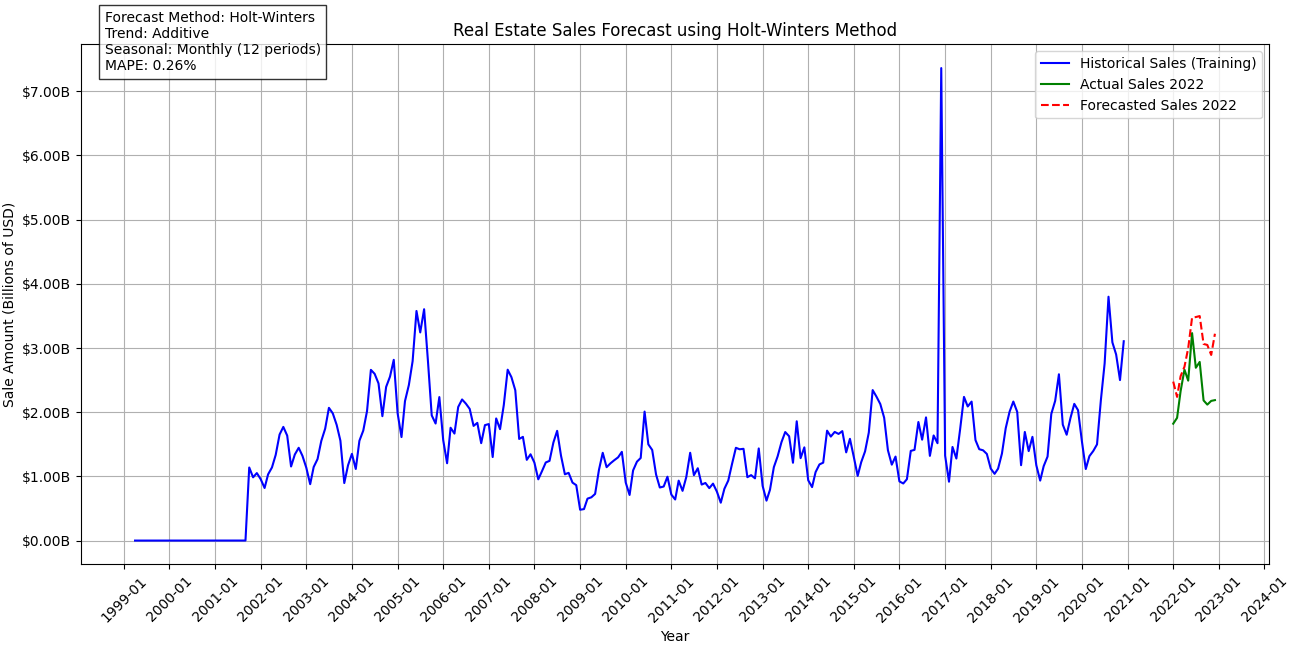 Forecast Method: Holt-Winters
Trend: Additive
Seasonal: Monthly (12 periods)
MAPE: 0.26%
Real Estate Sales Forecast using Holt-Winters Method
Historical Sales (Training)
Actual Sales 2022
Forecasted Sales 2022
Sale Amount (Billions of USD)
$7.00B
$6.00B
$5.00B
$4.00B
$3.00B
$2.00B
$1.00B
$0.00B
1999-01
2000-01
2001-01
2002-01
2003-01
2004-01
2005-01
2006-01
2007-01
2008-01
2009-01
2010-01
2011-01
2012-01
2013-01
2014-01
2015-01
2016-01
2017-01
2018-01
2019-01
2020-01
2021-01
2022-01
2023-01
2024-01
Year